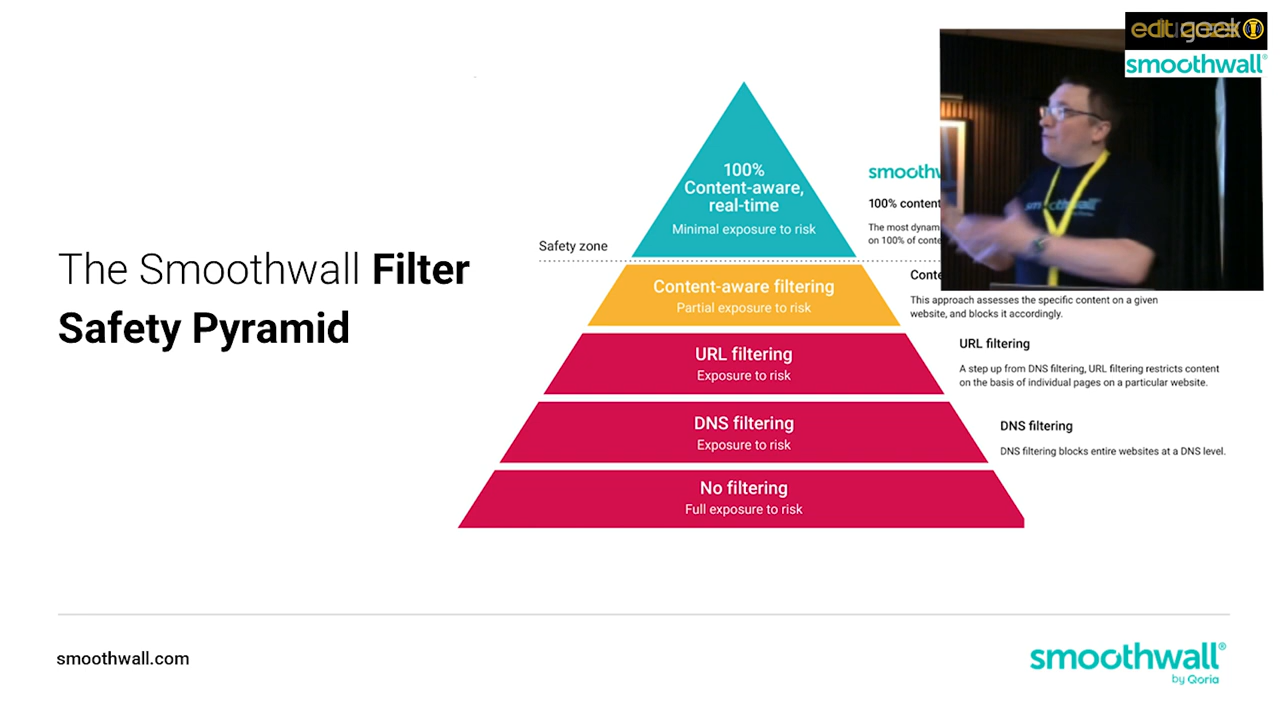 edit geek
smoothwall®
The Smoothwall Filter
Safety Pyramid
100%
Content-aware,
real-time
Minimal exposure to risk
Safety zone
Content-aware filtering
Partial exposure to risk
URL filtering
Exposure to risk
DNS filtering
Exposure to risk
No filtering
Full exposure to risk
100% content
The most
on 100% of
This approach assesses the specific content on a given
website, and blocks it accordingly.
URL filtering
A step up from DNS filtering, URL filtering restricts content
on the basis of individual pages on a particular website.
DNS filtering
DNS filtering blocks entire websites at a DNS level.
smoothwall.com
smoothwall®
by Qoria